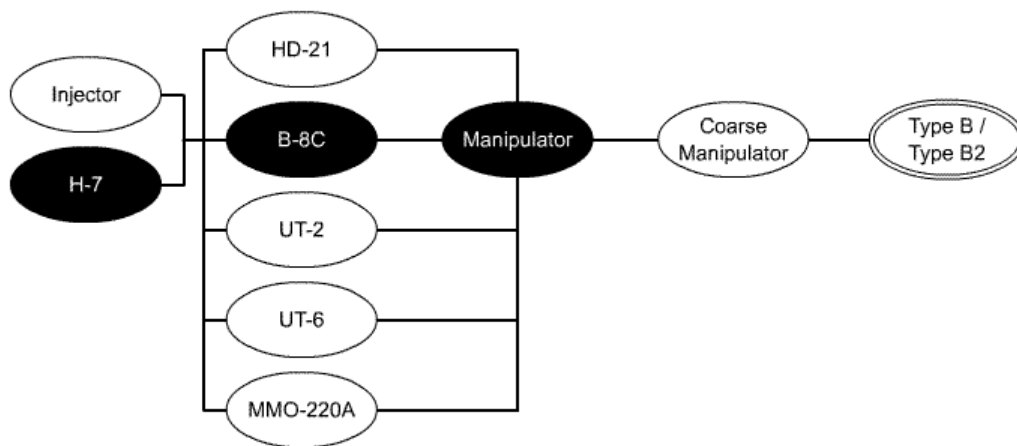 Injector
H-7
HD-21
B-8C
UT-2
UT-6
MMO-220A
Manipulator
Coarse
Manipulator
Type B /
Type B2